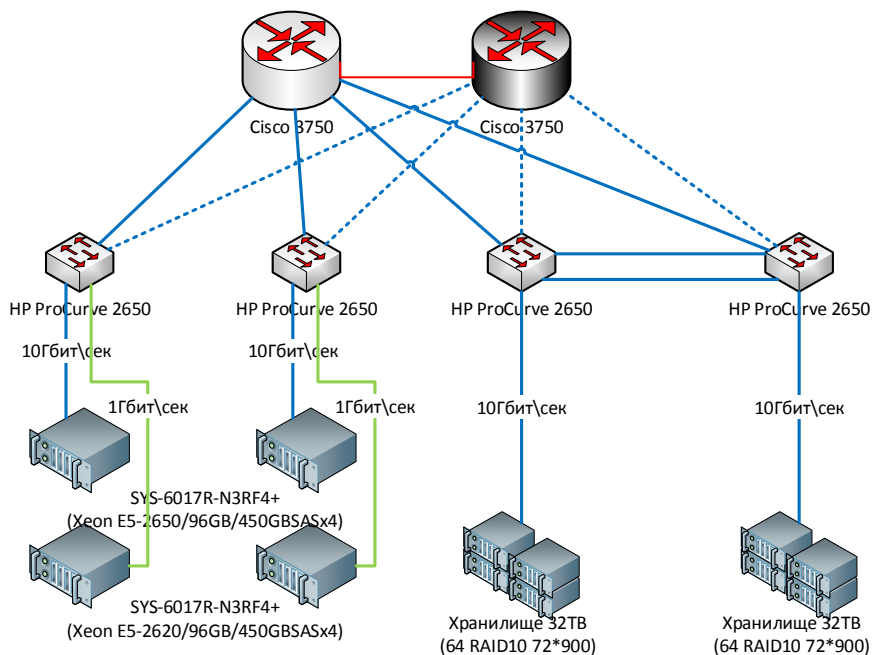 Cisco 3750
Cisco 3750
HP ProCurve 2650
HP ProCurve 2650
HP ProCurve 2650
HP ProCurve 2650
10Гбит\сек
10Гбит\сек
1Гбит\сек
1Гбит\сек
10Гбит\сек
10Гбит\сек
SYS-6017R-N3RF4+
(Xeon E5-2650/96GB/450GBSASx4)
SYS-6017R-N3RF4+
(Xeon E5-2620/96GB/450GBSASx4)
Хранилище 32ТВ
(64 RAID10 72*900)
Хранилище 32ТВ
(64 RAID10 72*900)